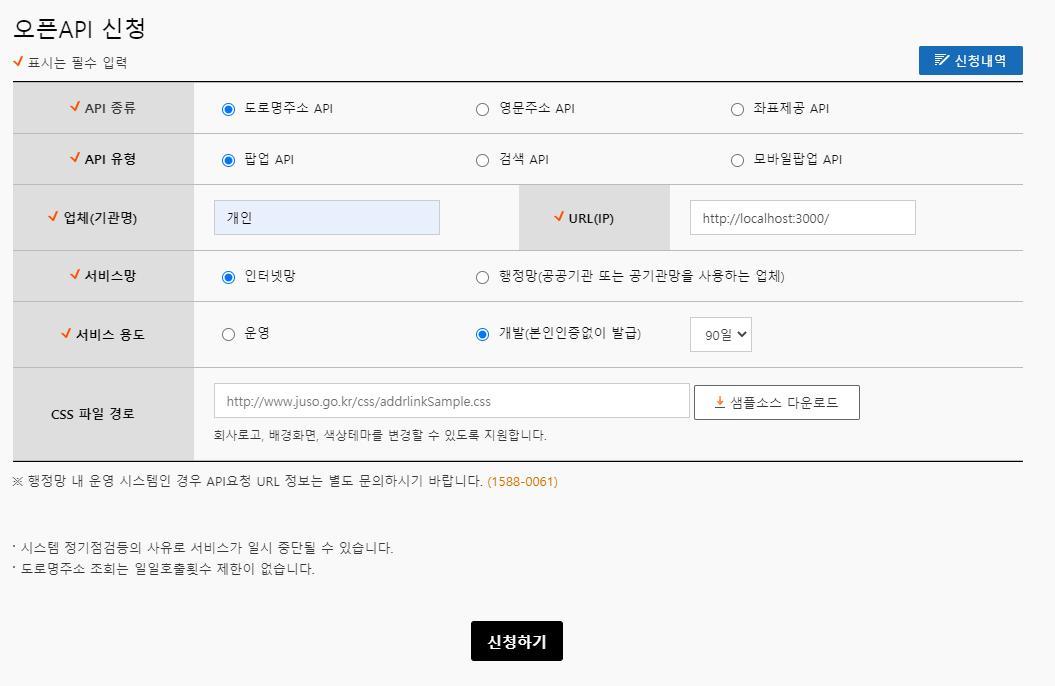 오픈API 신청
표시는 필수 입력
신청내역
API 종류 도로명주소 API 영문주소 API 좌표제공 API
API 유형 팝업 API 검색 API 모바일팝업 API
업체(기관명) 개인 URL(IP) http://localhost:3000/
서비스망 인터넷망 행정망(공공기관 또는 공기관망을 사용하는 업체)
서비스 용도 운영 개발(본인인증없이 발급) 90일
CSS 파일 경로 http://www.juso.go.kr/css/addrlinkSample.css 샘플소스 다운로드
회사로고, 배경화면, 색상테마를 변경할 수 있도록 지원합니다.
※ 행정망 내 운영 시스템인 경우 API요청 URL 정보는 별도 문의하시기 바랍니다. (1588-0061)
· 시스템 정기점검등의 사유로 서비스가 일시 중단될 수 있습니다.
· 도로명주소 조회는 일일호출횟수 제한이 없습니다.
신청하기